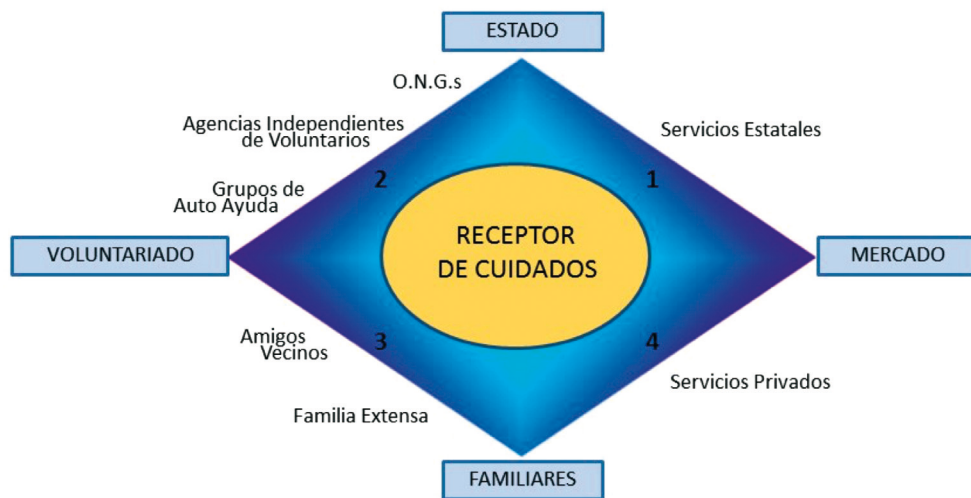 ESTADO
O.N.G.s
Agencias Independientes
de Voluntarios
Servicios Estatales
2
1
Grupos de
Auto Ayuda
RECEPTOR
DE CUIDADOS
VOLUNTARIADO
MERCADO
Amigos
Vecinos
3
4
Servicios Privados
Familia Extensa
FAMILIARES